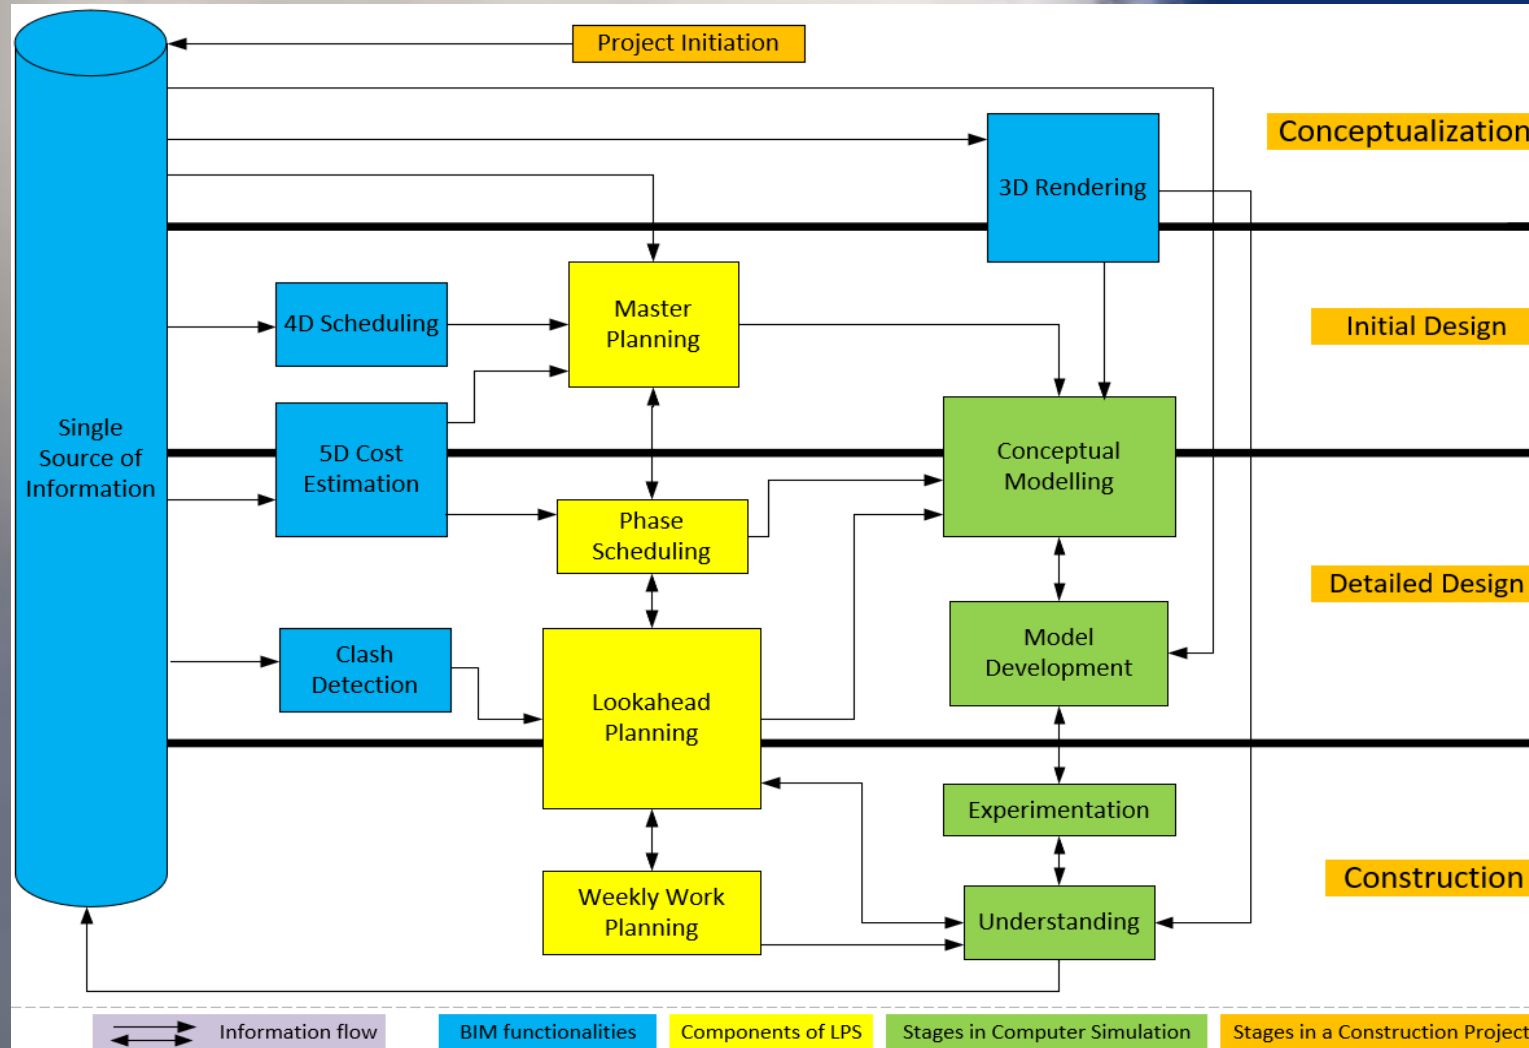 Project Initiation
Conceptualization
3D Rendering
4D Scheduling
Master
Planning
Initial Design
Single
Source of
Information
5D Cost
Estimation
Conceptual
Modelling
Phase
Scheduling
Detailed Design
Clash
Detection
Model
Development
Lookahead
Planning
Experimentation
Construction
Weekly Work
Planning
Understanding
Information flow
BIM functionalities
Components of LPS
Stages in Computer Simulation
Stages in a Construction Project